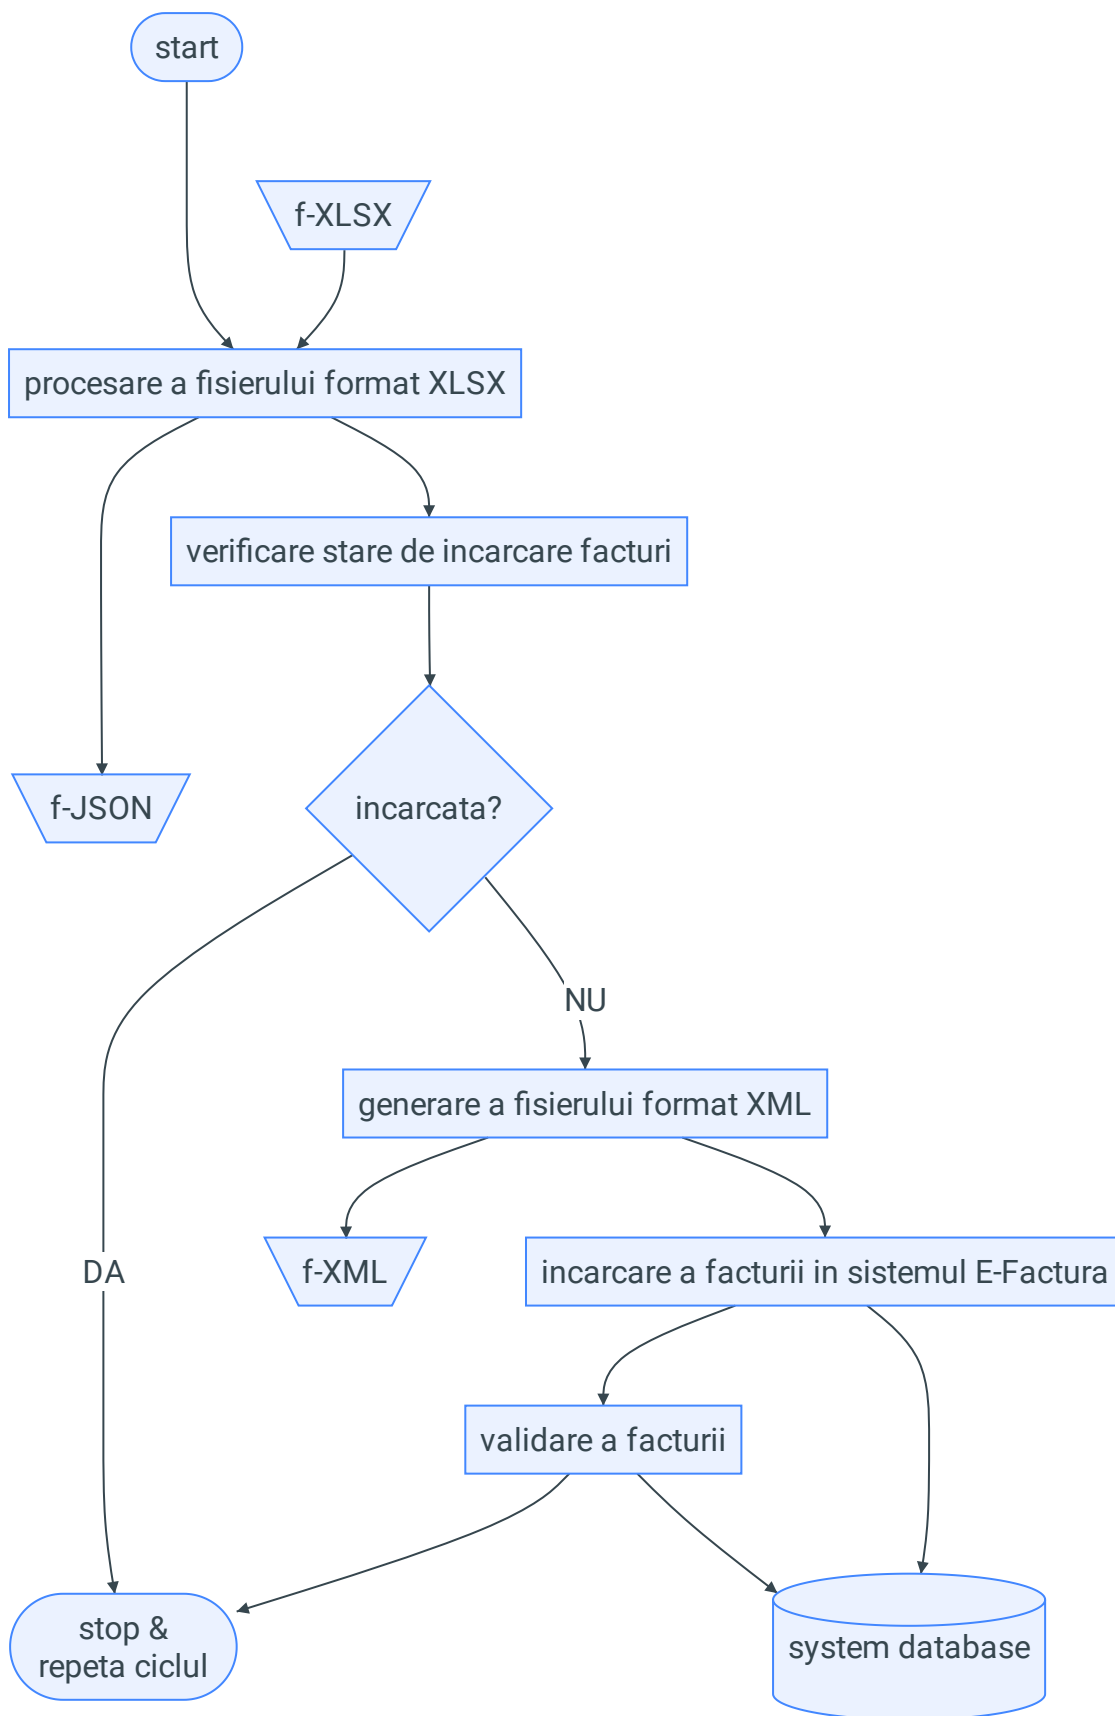 start
f-XLSX
procesare a fisierului format XLSX
verificare stare de incarcare facturi
f-JSON
incarcata?
NU
generare a fisierului format XML
DA
f-XML
incarcare a facturii in sistemul E-Factura
validare a facturii
stop &
repeta ciclul
system database